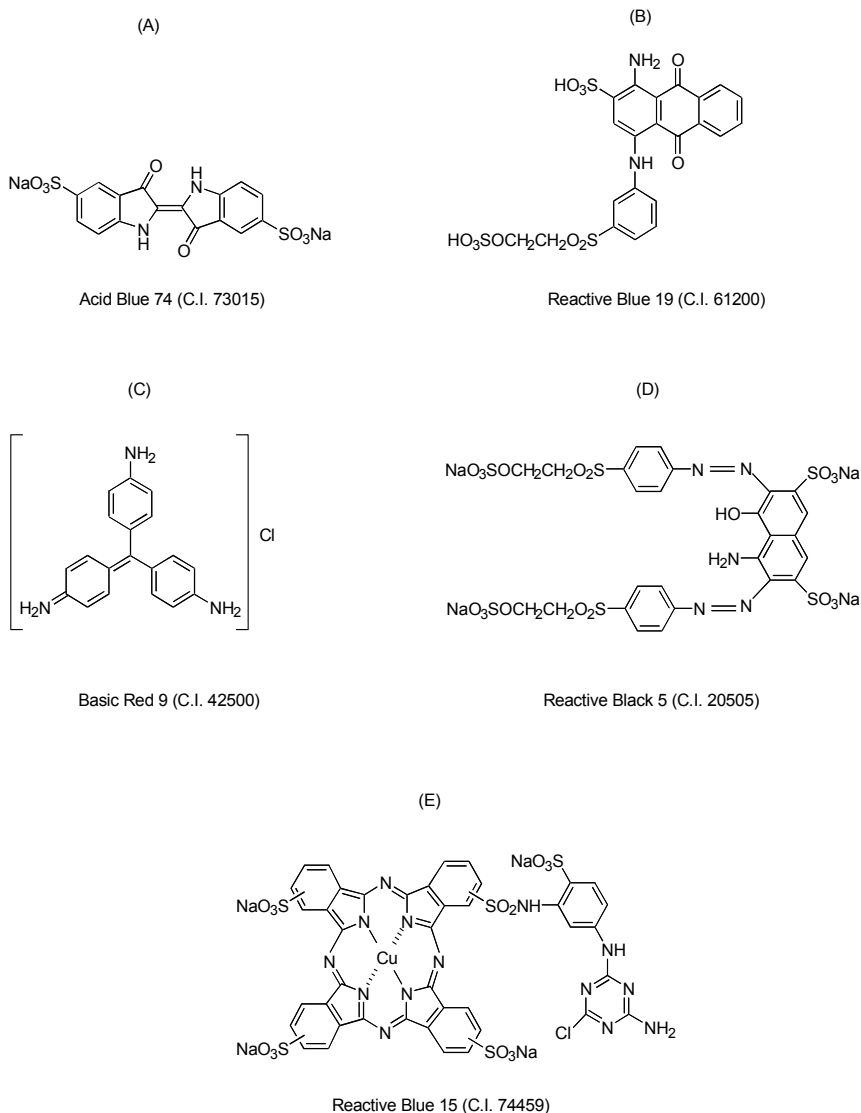 (A)
NaO3S
O
H
N
N
H
O
SO3Na
Acid Blue 74 (C.I. 73015)
(B)
NH2
O
HO3S
NH
O
HO3SOCH2CH2O2S
Reactive Blue 19 (C.I. 61200)
(C)
NH2
Cl
H2N
NH2
Basic Red 9 (C.I. 42500)
(D)
NaO3SOCH2CH2O2S
N
N
SO3Na
HO
H2N
SO3Na
NaO3SOCH2CH2O2S
N
N
Reactive Black 5 (C.I. 20505)
(E)
NaO3S
N
SO2NH
NaO3S
N
N
N
Cu
N
N
N
N
NaO3S
N
SO3Na
NH
N
N
Cl
N
NH2
Reactive Blue 15 (C.I. 74459)